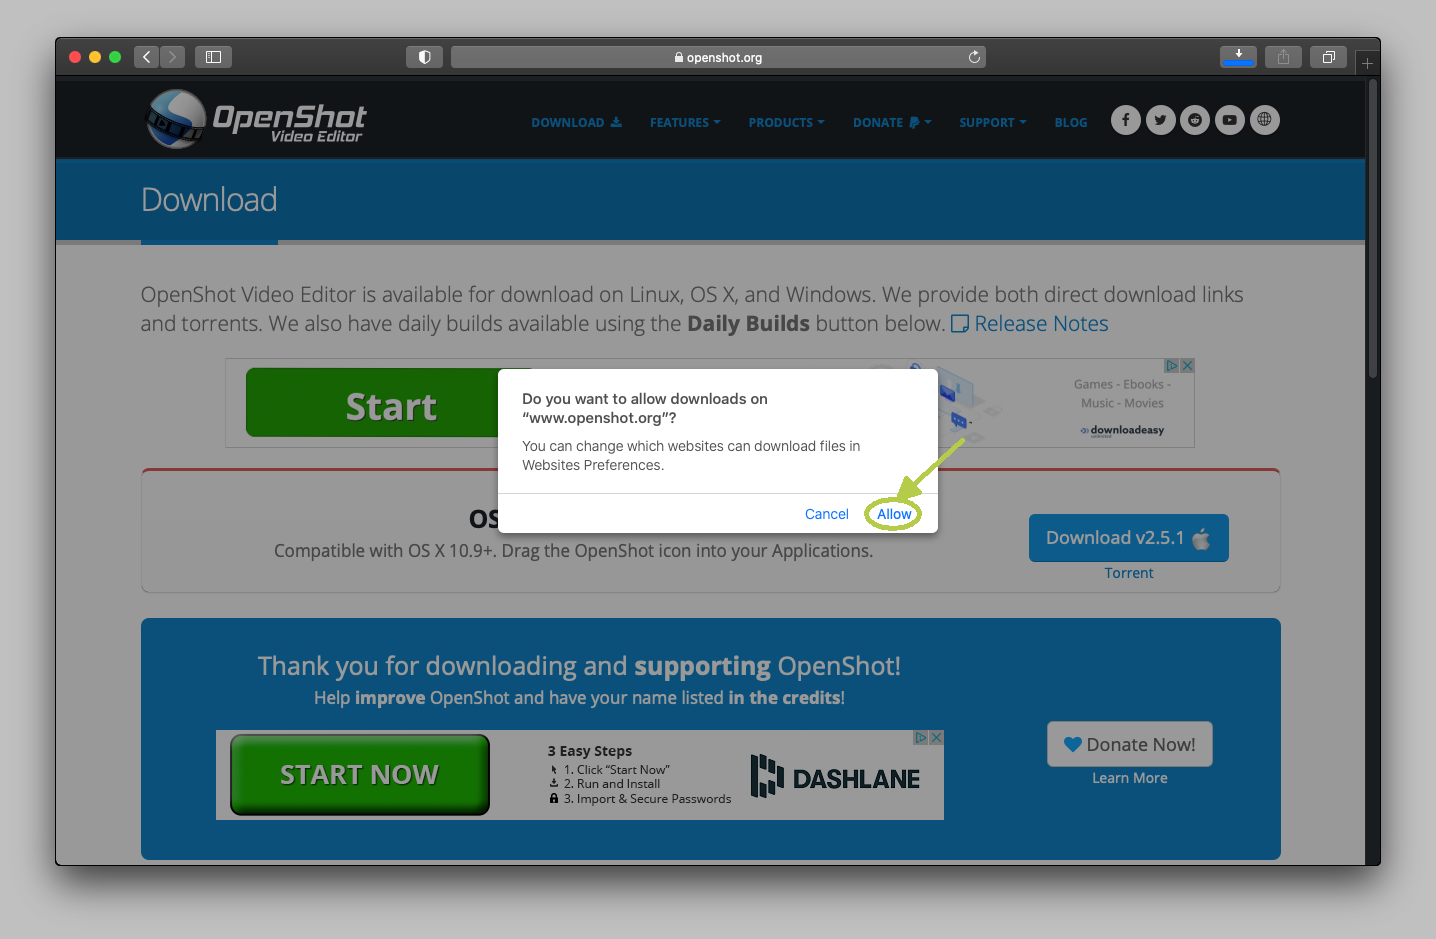 openshot.org
OpenShot
Video Editor
DOWNLOAD
FEATURES
PRODUCTS
DONATE
SUPPORT
BLOG
Download
OpenShot Video Editor is available for download on Linux, OS X, and Windows. We provide both direct download links
and torrents. We also have daily builds available using the Daily Builds button below. Release Notes
Start
Games - Ebooks -
Music - Movies
downloadeasy
unlimited
Do you want to allow downloads on
“www.openshot.org”?
You can change which websites can download files in
Websites Preferences.
Cancel
Allow
OS
Compatible with OS X 10.9+. Drag the OpenShot icon into your Applications.
Download v2.5.1
Torrent
Thank you for downloading and supporting OpenShot!
Help improve OpenShot and have your name listed in the credits!
START NOW
3 Easy Steps
1. Click “Start Now”
2. Run and Install
3. Import & Secure Passwords
DASHLANE
Donate Now!
Learn More